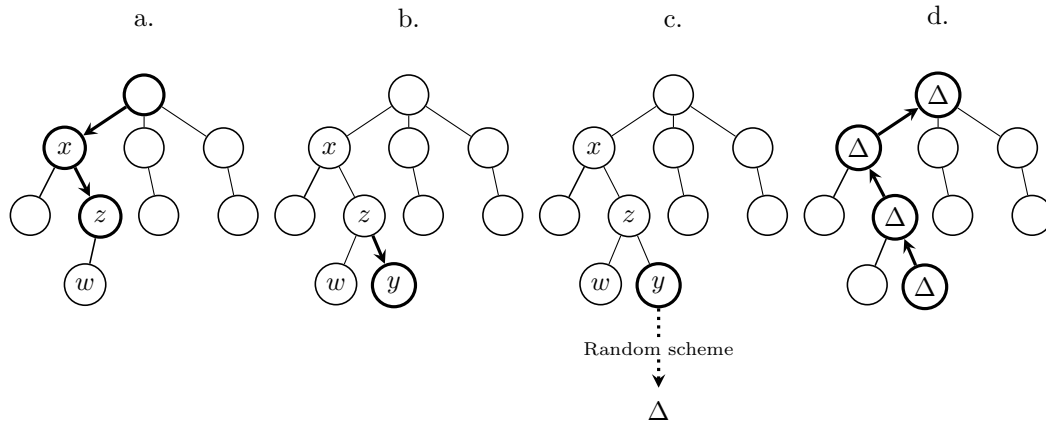 a. b. c. d.
Δ
x x x Δ
z z z Δ
w w y w y Δ
Random scheme
Δ